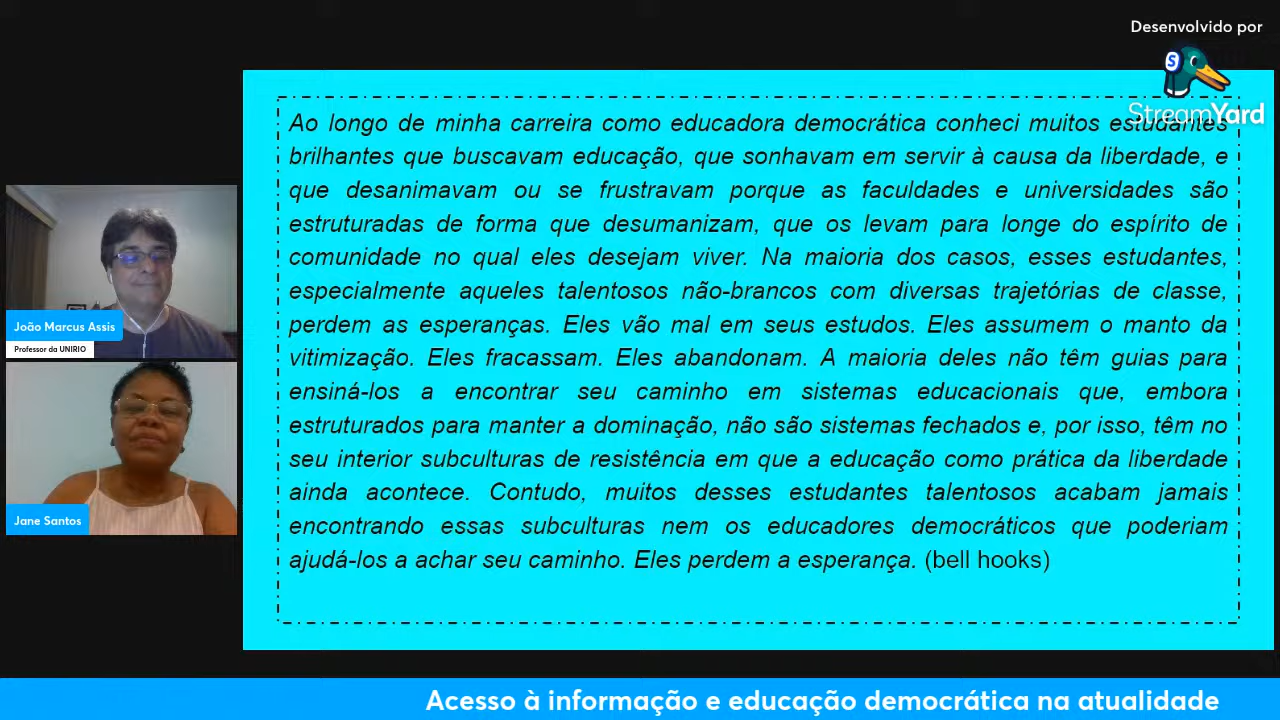 Desenvolvido por
StreamYard
Ao longo de minha carreira como educadora democrática conheci muitos estudantes
brilhantes que buscavam educação, que sonhavam em servir à causa da liberdade, e
que desanimavam ou se frustravam porque as faculdades e universidades são
estruturadas de forma que desumanizam, que os levam para longe do espírito de
comunidade no qual eles desejam viver. Na maioria dos casos, esses estudantes,
especialmente aqueles talentosos não-brancos com diversas trajetórias de classe,
perdem as esperanças. Eles vão mal em seus estudos. Eles assumem o manto da
vitimização. Eles fracassam. Eles abandonam. A maioria deles não têm guias para
ensiná-los a encontrar seu caminho em sistemas educacionais que, embora
estruturados para manter a dominação, não são sistemas fechados e, por isso, têm no
seu interior subculturas de resistência em que a educação como prática da liberdade
ainda acontece. Contudo, muitos desses estudantes talentosos acabam jamais
encontrando essas subculturas nem os educadores democráticos que poderiam
ajudá-los a achar seu caminho. Eles perdem a esperança. (bell hooks)
João Marcus Assis
Professor da UNIRIO
Jane Santos
Acesso à informação e educação democrática na atualidade